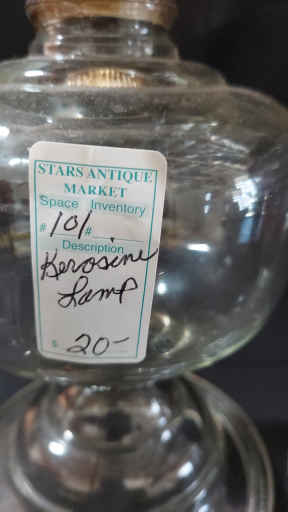 STARS ANTIQUE
MARKET
Space Inventory
# 101 #
Description
Kerosine
Lamp
$ 20-